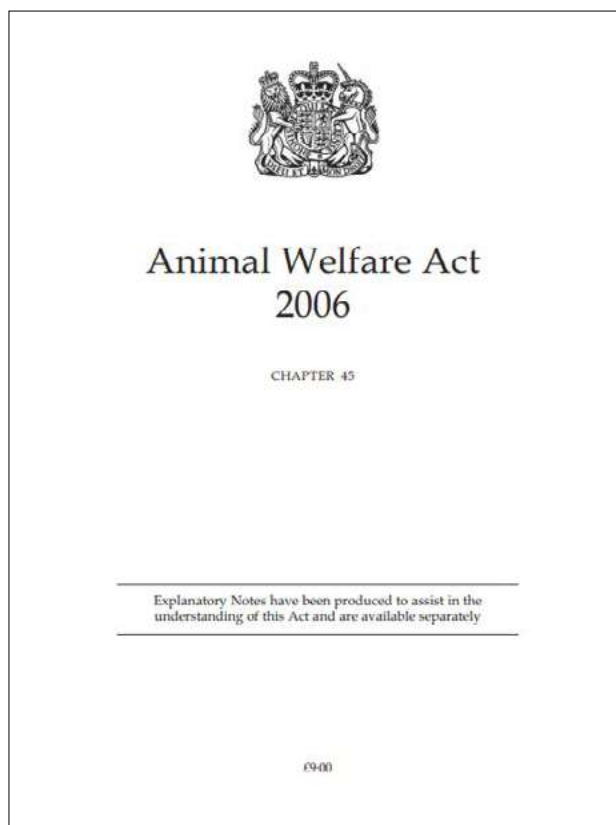 Animal Welfare Act
2006
CHAPTER 45
Explanatory Notes have been produced to assist in the
understanding of this Act and are available separately
£9·00